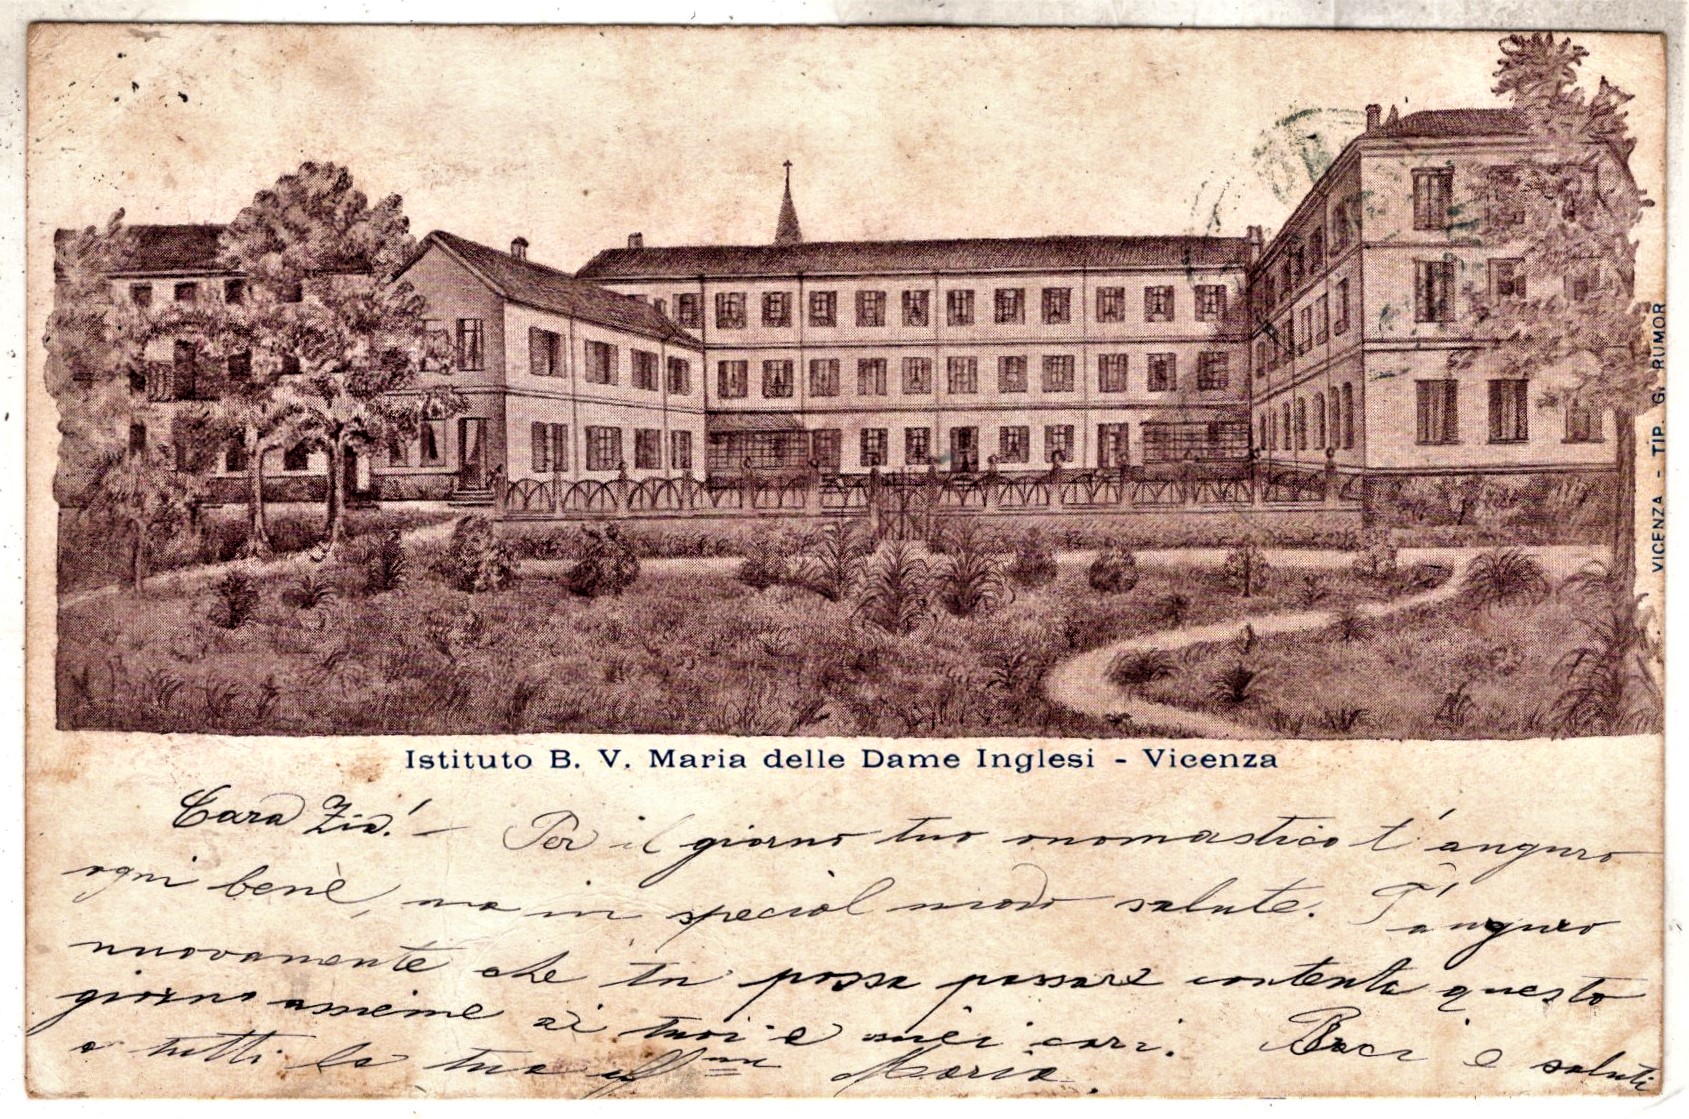 Istituto B. V. Maria delle Dame Inglesi - Vicenza
VICENZA - TIP. G. RUMOR
Cara Zia! - Per il giorno tuo onomastico t'auguro
ogni benè, ma in special modo salute. T'auguro
nuovamente che tu possa passare contenta questo
giorno assieme ai tuoi e miei cari. Baci e saluti
a tutti la tua aff.ma Maria.